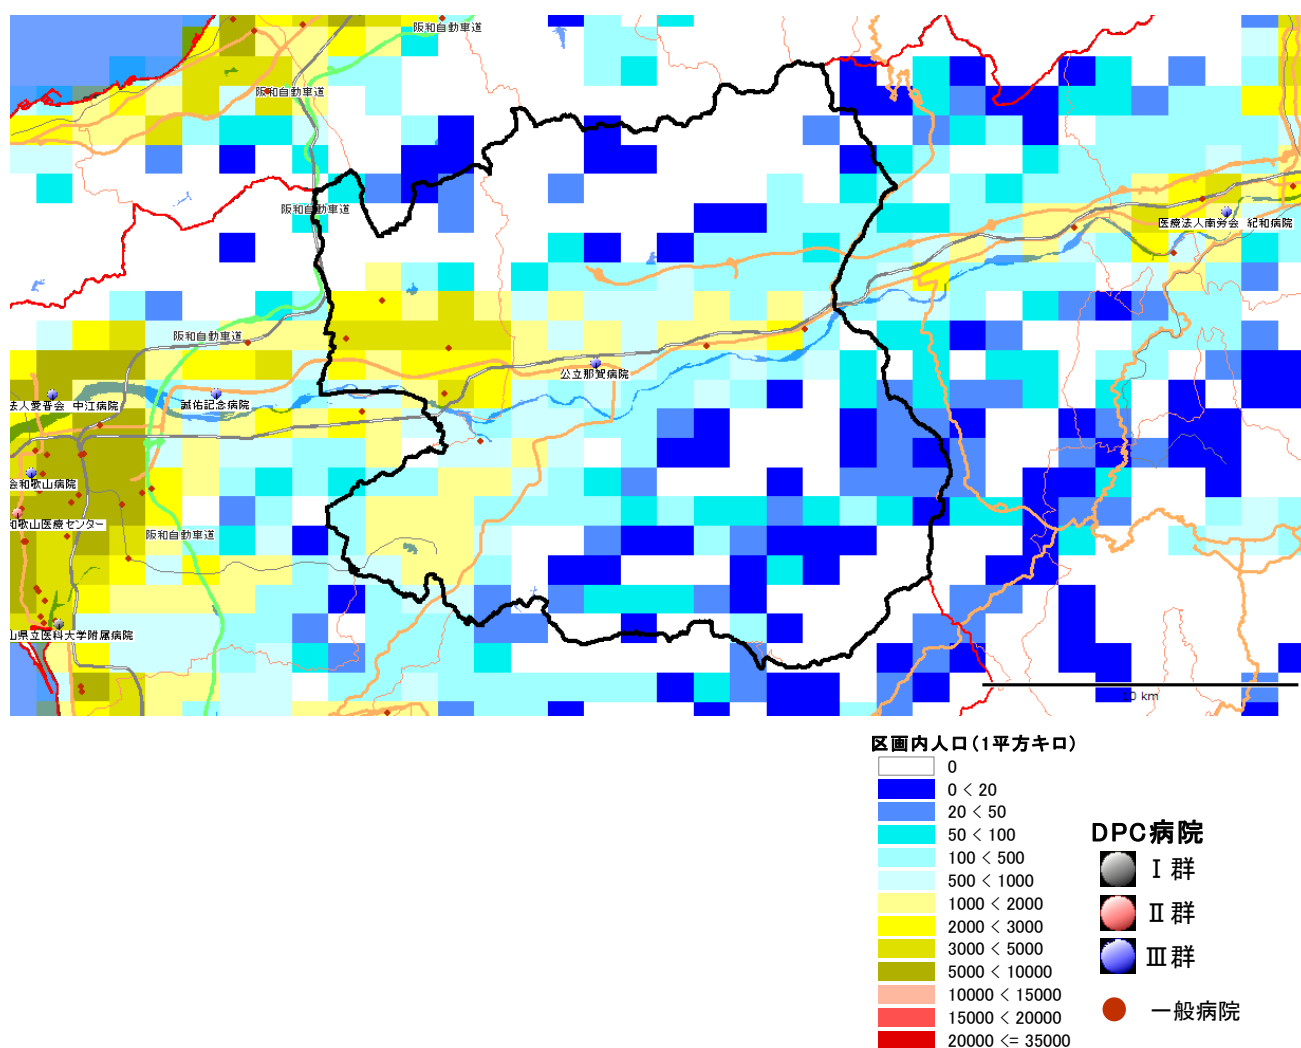 阪和自動車道
阪和自動車道
阪和自動車道
医療法人南労会 紀和病院
阪和自動車道
公立那賀病院
法人愛晋会 中江病院
誠佑記念病院
会和歌山病院
和歌山医療センター
阪和自動車道
山県立医科大学附属病院
10 km
区画内人口(1平方キロ)
0
0 < 20
20 < 50
50 < 100
100 < 500
500 < 1000
1000 < 2000
2000 < 3000
3000 < 5000
5000 < 10000
10000 < 15000
15000 < 20000
20000 <= 35000
DPC病院
Ⅰ群
Ⅱ群
Ⅲ群
一般病院